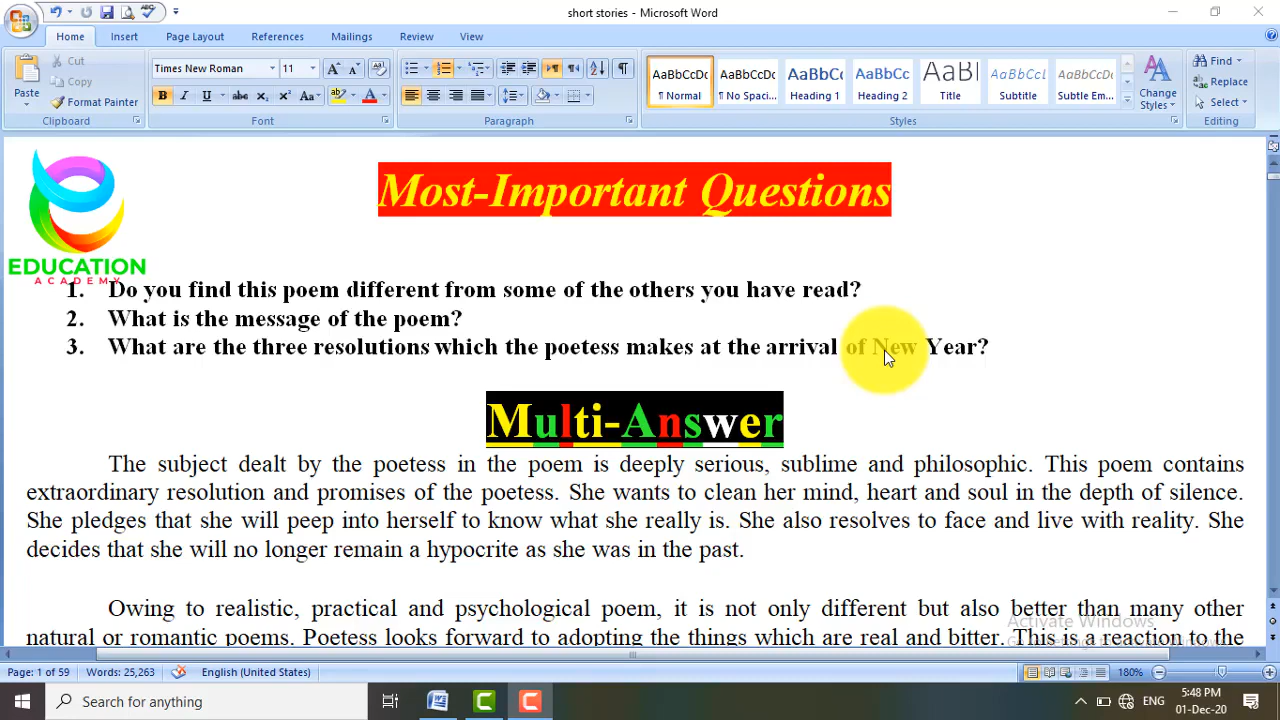 short stories - Microsoft Word
Home Insert Page Layout References Mailings Review View
Paste
Cut
Copy
Format Painter
Clipboard
Times New Roman 11
Font
Paragraph
AaBbCcDc AaBbCcDc AaBbCc AaBbCc AaBl AaBbCcL AaBbCcDc
¶ Normal ¶ No Spaci... Heading 1 Heading 2 Title Subtitle Subtle Em...
Change Styles
Styles
Find
Replace
Select
Editing
Most-Important Questions
EDUCATION
ACADEMY
1. Do you find this poem different from some of the others you have read?
2. What is the message of the poem?
3. What are the three resolutions which the poetess makes at the arrival of New Year?
Multi-Answer
The subject dealt by the poetess in the poem is deeply serious, sublime and philosophic. This poem contains
extraordinary resolution and promises of the poetess. She wants to clean her mind, heart and soul in the depth of silence.
She pledges that she will peep into herself to know what she really is. She also resolves to face and live with reality. She
decides that she will no longer remain a hypocrite as she was in the past.
Owing to realistic, practical and psychological poem, it is not only different but also better than many other
natural or romantic poems. Poetess looks forward to adopting the things which are real and bitter. This is a reaction to the
Activate Windows
Page: 1 of 59 Words: 25,263 English (United States) 180%
Search for anything
ENG
5:48 PM
01-Dec-20